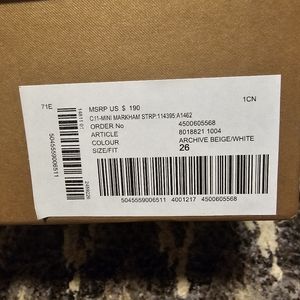 71E
MSRP US $ 190
1CN
C11-MINI MARKHAM STRP:114395 A1462
ORDER No 4500605568
ARTICLE 8018821 1004
COLOUR ARCHIVE BEIGE/WHITE
SIZE/FIT 26
5045559006511
5045559006511 4001217 4500605568